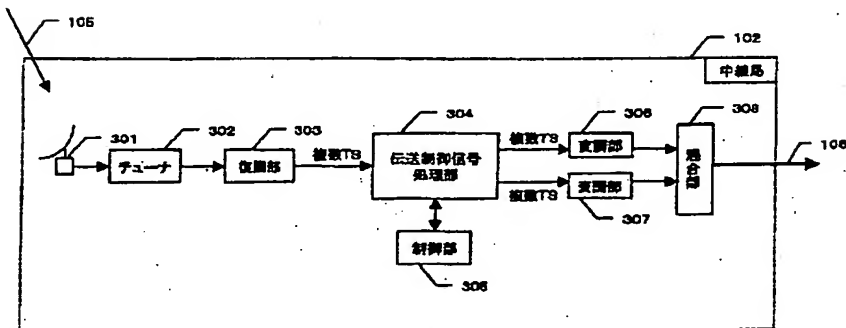 105
102
中継局
301
302
303
304
306
308
106
チューナ
復調部
複数TS
伝送制御信号
処理部
複数TS
変調部
混合器
複数TS
変調部
307
制御部
305